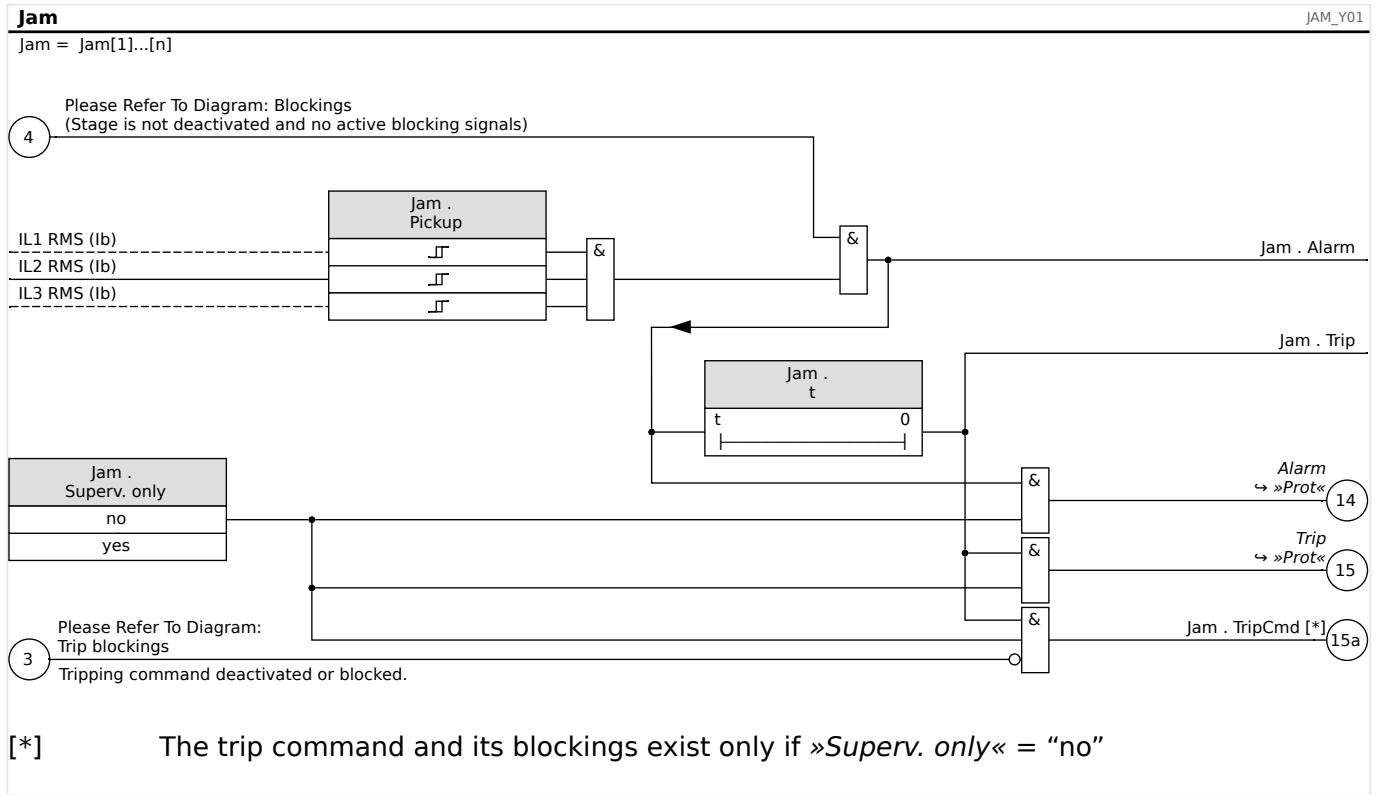 Jam
JAM_Y01
Jam = Jam[1]...[n]
Please Refer To Diagram: Blockings
(Stage is not deactivated and no active blocking signals)
4
Jam .
Pickup
IL1 RMS (Ib)
IL2 RMS (Ib)
IL3 RMS (Ib)
&
&
Jam . Alarm
Jam . Trip
Jam .
t
t 0
Jam .
Superv. only
no
yes
&
Alarm
↪ »Prot«
14
&
Trip
↪ »Prot«
15
&
Jam . TripCmd [*]
15a
Please Refer To Diagram:
Trip blockings
3
Tripping command deactivated or blocked.
[*] The trip command and its blockings exist only if »Superv. only« = “no”